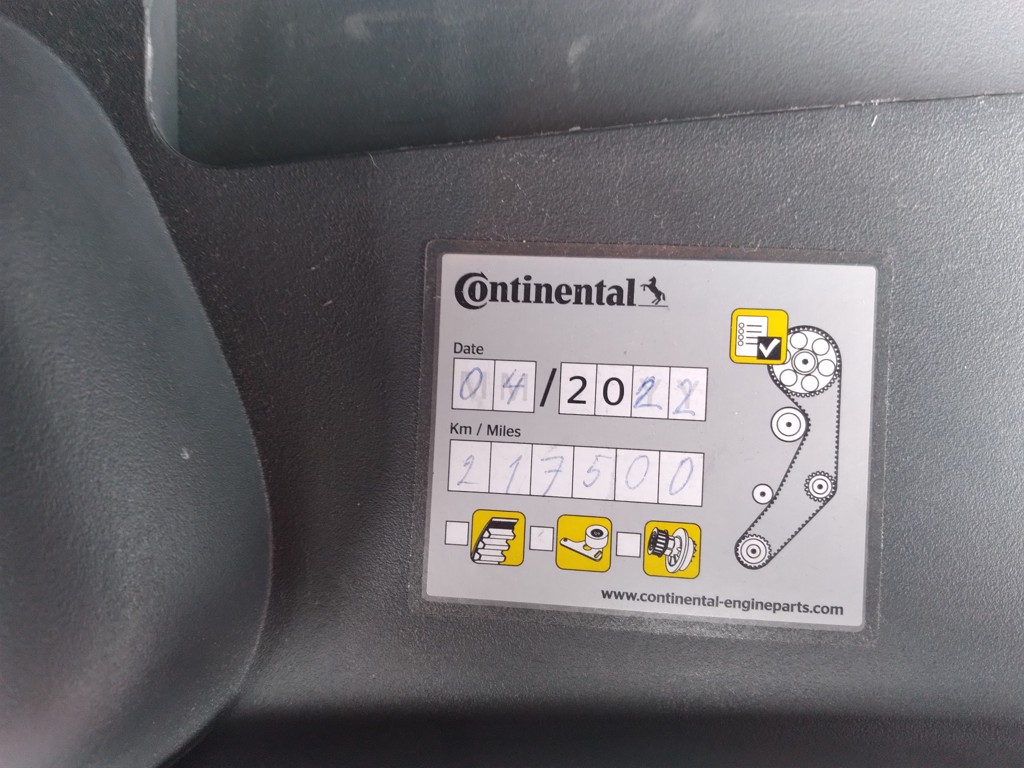 Continental
Date
04/2022
Km / Miles
217500
www.continental-engineparts.com